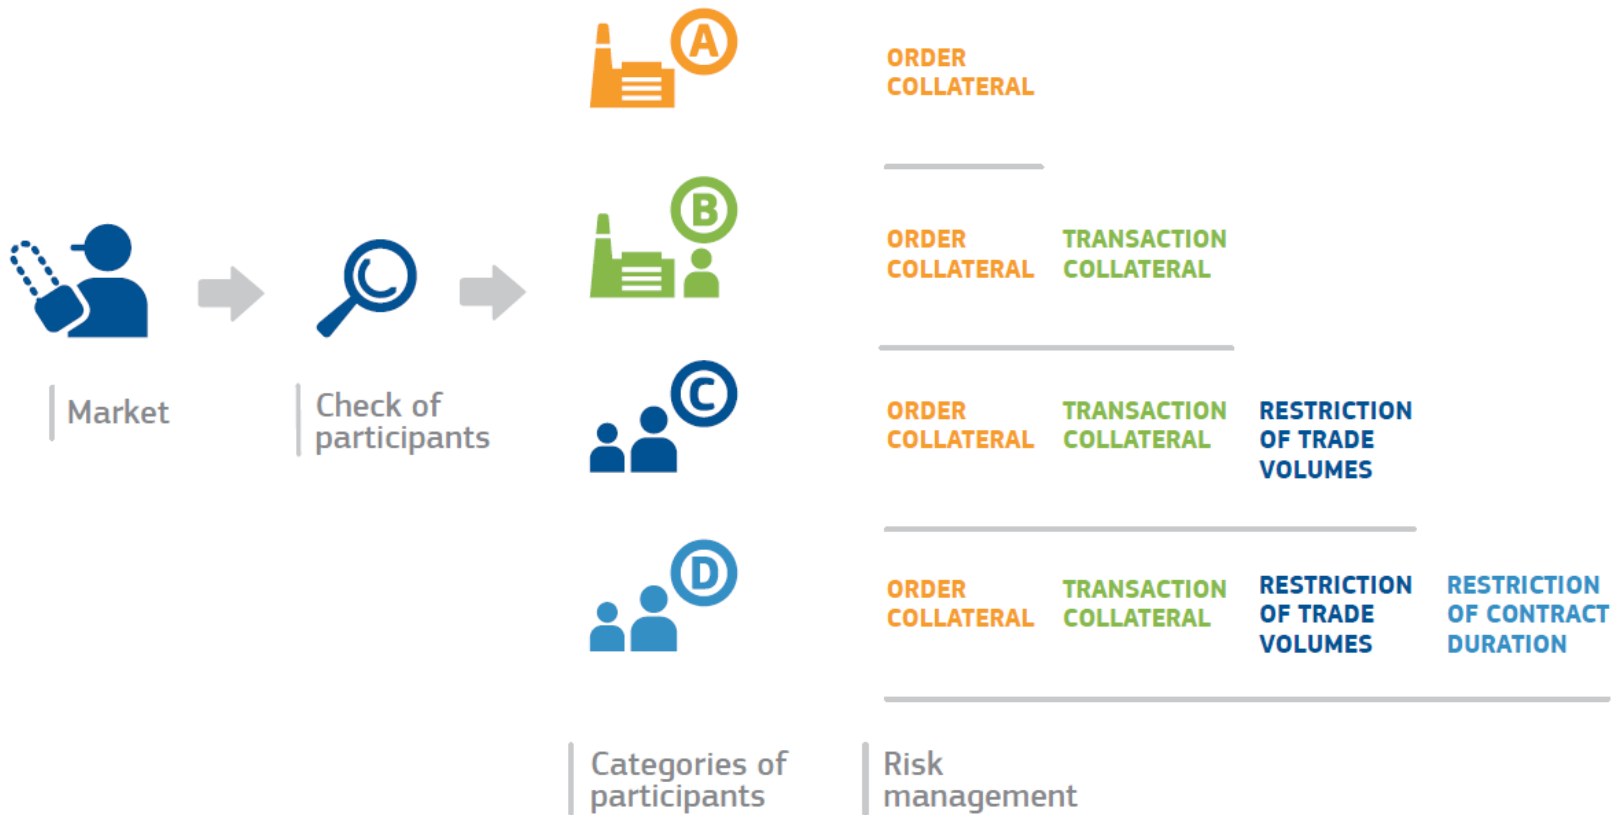 A
ORDER
COLLATERAL
B
ORDER
COLLATERAL
TRANSACTION
COLLATERAL
Market
Check of
participants
C
ORDER
COLLATERAL
TRANSACTION
COLLATERAL
RESTRICTION
OF TRADE
VOLUMES
D
ORDER
COLLATERAL
TRANSACTION
COLLATERAL
RESTRICTION
OF TRADE
VOLUMES
RESTRICTION
OF CONTRACT
DURATION
Categories of
participants
Risk
management